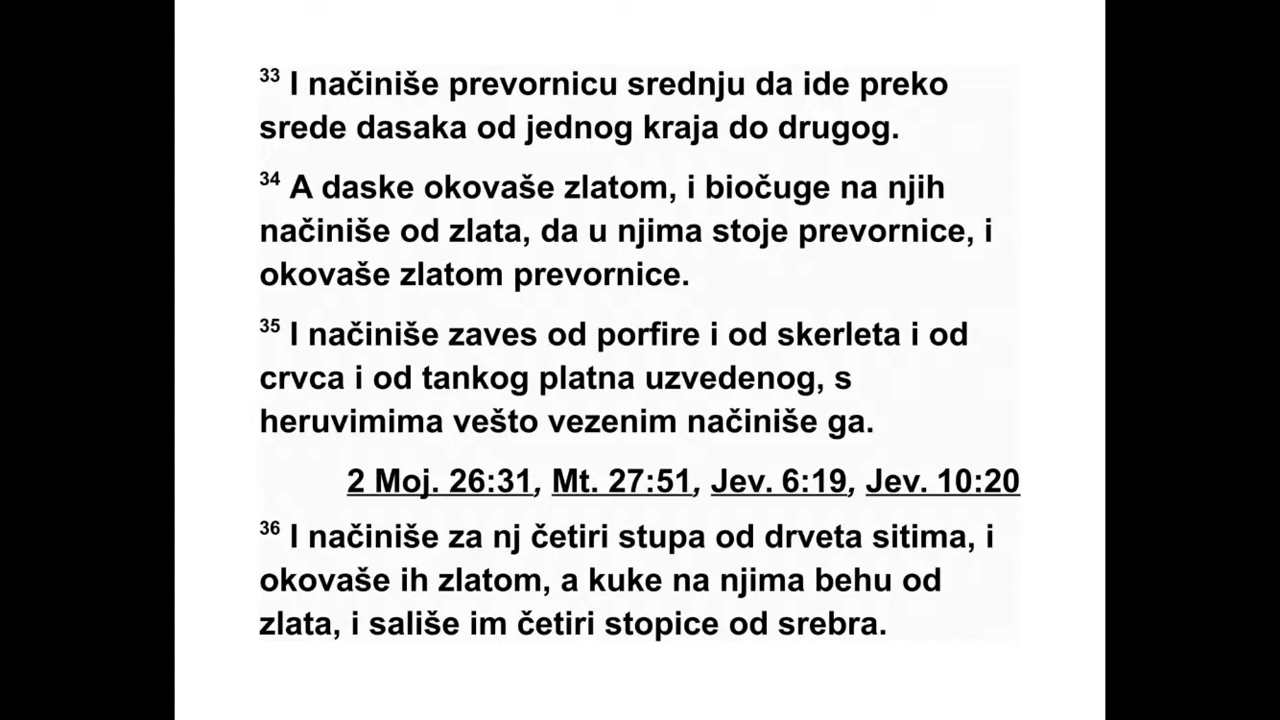 33 I načiniše prevornicu srednju da ide preko
srede dasaka od jednog kraja do drugog.
34 A daske okovaše zlatom, i biočuge na njih
načiniše od zlata, da u njima stoje prevornice, i
okovaše zlatom prevornice.
35 I načiniše zaves od porfire i od skerleta i od
crvca i od tankog platna uzvedenog, s
heruvimima vešto vezenim načiniše ga.
2 Moj. 26:31, Mt. 27:51, Jev. 6:19, Jev. 10:20
36 I načiniše za nj četiri stupa od drveta sitima, i
okovaše ih zlatom, a kuke na njima behu od
zlata, i sališe im četiri stopice od srebra.